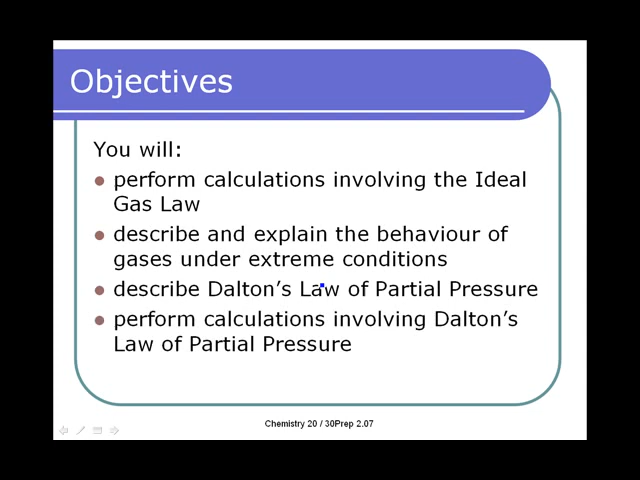 Objectives
You will:
perform calculations involving the Ideal
Gas Law
describe and explain the behaviour of
gases under extreme conditions
describe Dalton's Law of Partial Pressure
perform calculations involving Dalton's
Law of Partial Pressure
Chemistry 20 / 30Prep 2.07